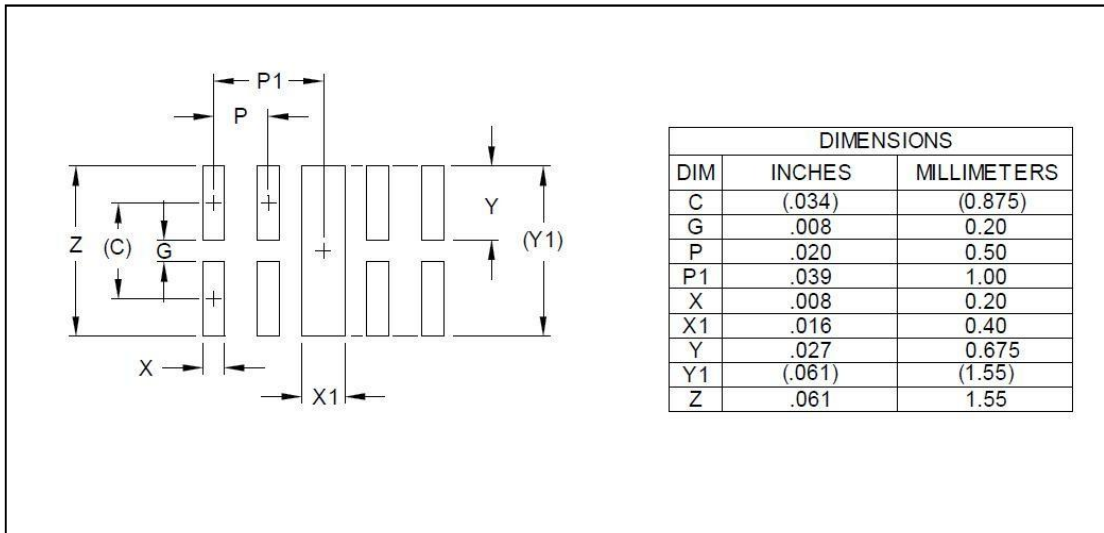 P1
P
Z
(C)
G
Y
(Y1)
X
X1
DIMENSIONS
DIM INCHES MILLIMETERS
C (.034) (0.875)
G .008 0.20
P .020 0.50
P1 .039 1.00
X .008 0.20
X1 .016 0.40
Y .027 0.675
Y1 (.061) (1.55)
Z .061 1.55